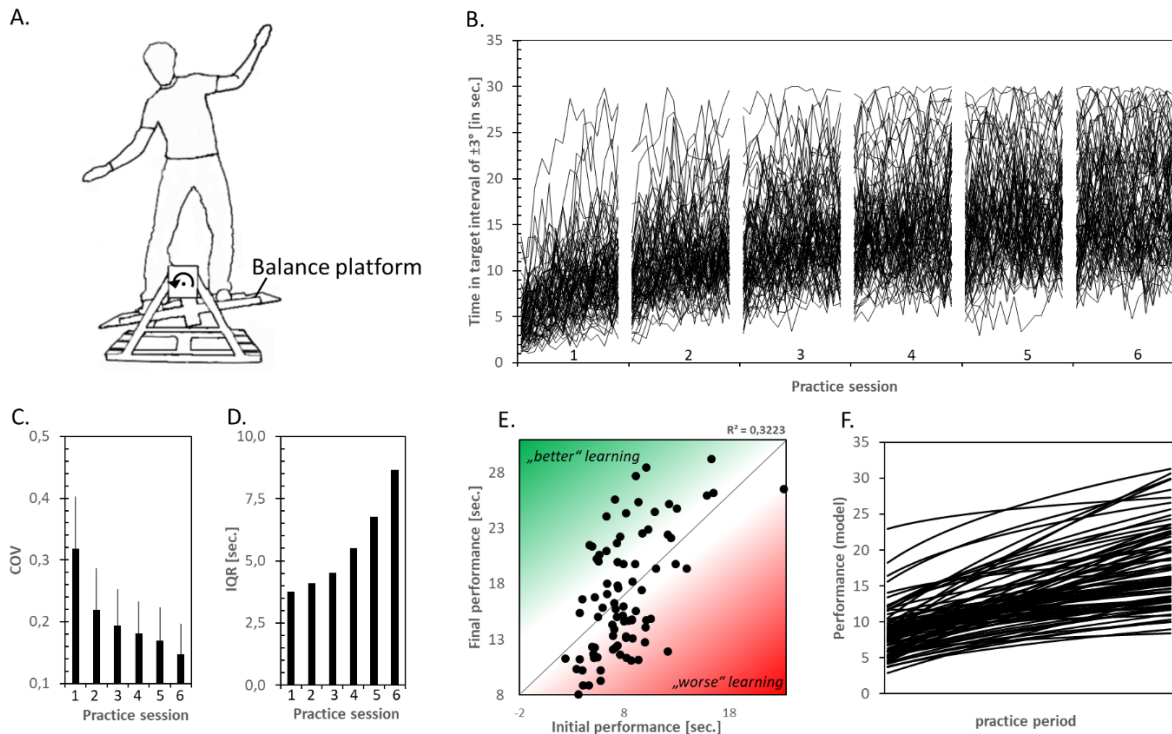 A.
Balance platform
B.
Time in target interval of ±3° [in sec.]
35
30
25
20
15
10
5
0
1 2 3 4 5 6
Practice session
C.
COV
0,5
0,4
0,3
0,2
0,1
1 2 3 4 5 6
Practice session
D.
IQR [sec.]
10,0
7,5
5,0
2,5
0,0
1 2 3 4 5 6
Practice session
E.
R² = 0,3223
„better“ learning
Final performance [sec.]
28
23
18
13
8
„worse“ learning
-2 8 18
Initial performance [sec.]
F.
Performance (model)
35
30
25
20
15
10
5
0
practice period